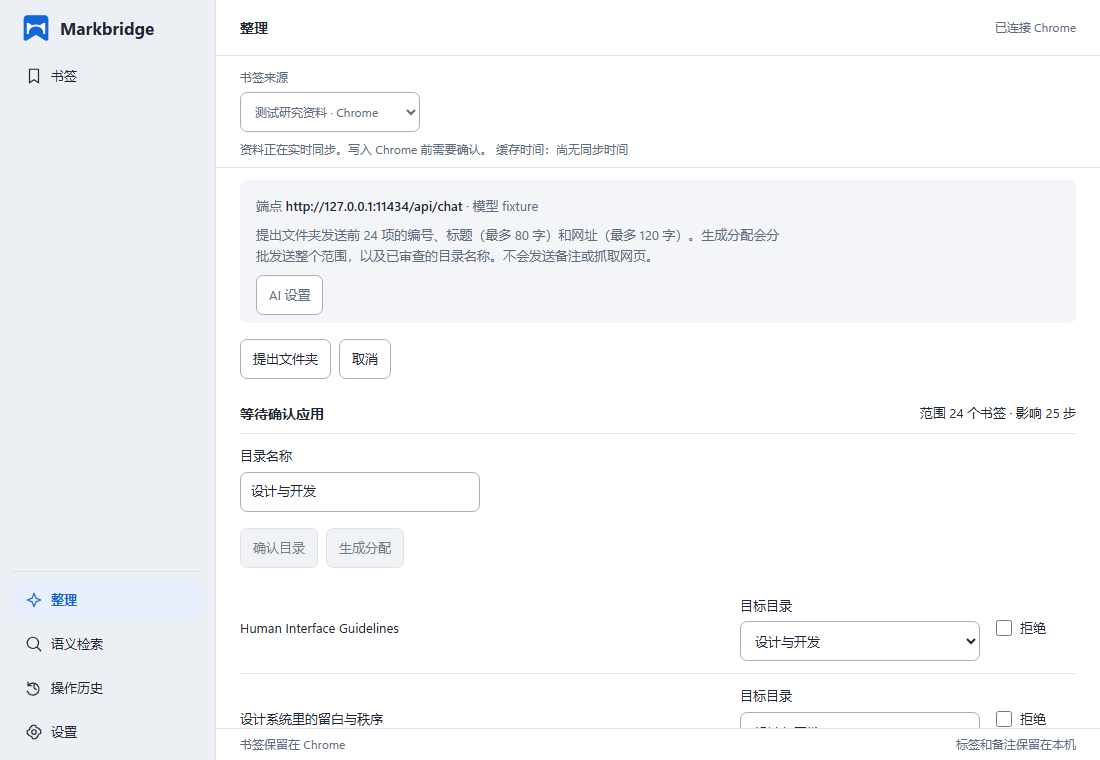 Markbridge
书签
整理
语义检索
操作历史
设置
整理
已连接 Chrome
书签来源
测试研究资料 · Chrome
资料正在实时同步。写入 Chrome 前需要确认。 缓存时间：尚无同步时间
端点 http://127.0.0.1:11434/api/chat · 模型 fixture
提出文件夹发送前 24 项的编号、标题（最多 80 字）和网址（最多 120 字）。生成分配会分
批发送整个范围，以及已审查的目录名称。不会发送备注或抓取网页。
AI 设置
提出文件夹
取消
等待确认应用
范围 24 个书签 · 影响 25 步
目录名称
设计与开发
确认目录
生成分配
Human Interface Guidelines
目标目录
设计与开发
拒绝
设计系统里的留白与秩序
目标目录
拒绝
书签保留在 Chrome
标签和备注保留在本机